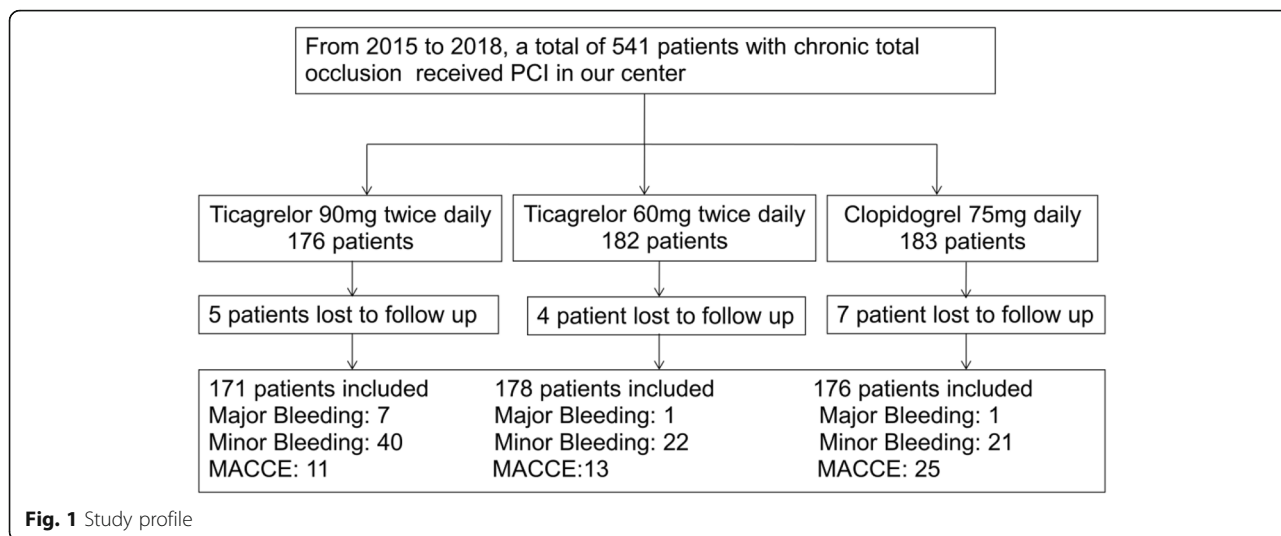 From 2015 to 2018, a total of 541 patients with chronic total
occlusion received PCI in our center
Ticagrelor 90mg twice daily
176 patients
Ticagrelor 60mg twice daily
182 patients
Clopidogrel 75mg daily
183 patients
5 patients lost to follow up
4 patient lost to follow up
7 patient lost to follow up
171 patients included
Major Bleeding: 7
Minor Bleeding: 40
MACCE: 11
178 patients included
Major Bleeding: 1
Minor Bleeding: 22
MACCE:13
176 patients included
Major Bleeding: 1
Minor Bleeding: 21
MACCE: 25
Fig. 1 Study profile